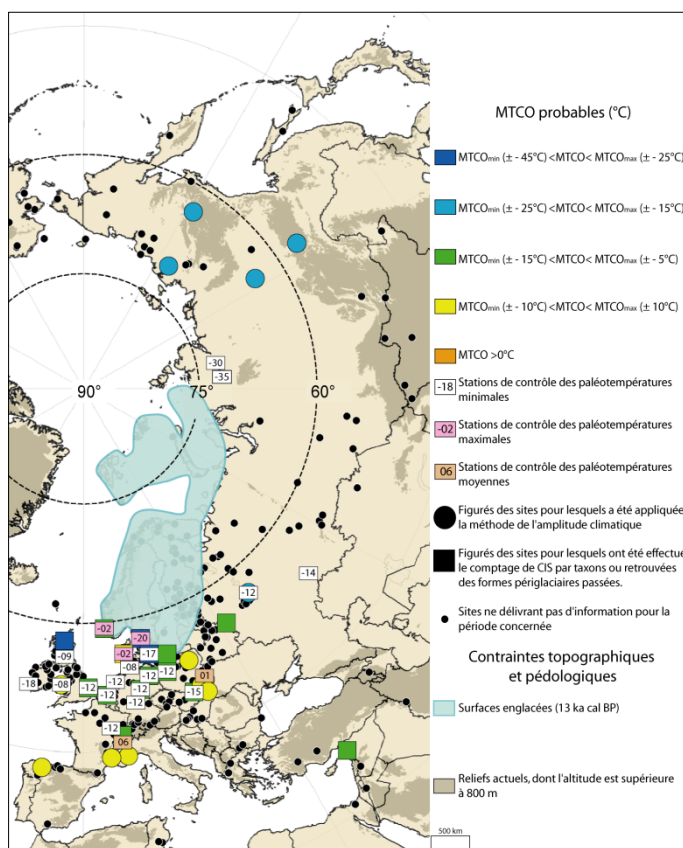 MTCO probables (°C)
MTCOmin (± - 45°C) <MTCO< MTCOmax (± - 25°C)
MTCOmin (± - 25°C) <MTCO< MTCOmax (± - 15°C)
MTCOmin (± - 15°C) <MTCO< MTCOmax (± - 5°C)
MTCOmin (± - 10°C) <MTCO< MTCOmax (± 10°C)
MTCO >0°C
-18 Stations de contrôle des paléotempératures
minimales
-02 Stations de contrôle des paléotempératures
maximales
06 Stations de contrôle des paléotempératures
moyennes
Figurés des sites pour lesquels a été appliquée
la méthode de l'amplitude climatique
Figurés des sites pour lesquels ont été effectué
le comptage de CIS par taxons ou retrouvées
des formes périglaciaires passées.
Sites ne délivrant pas d'information pour la
période concernée
Contraintes topographiques
et pédologiques
Surfaces englacées (13 ka cal BP)
Reliefs actuels, dont l'altitude est supérieure
à 800 m
500 km
-30
-35
90° 75° 60°
-14
-12
-02
-20
-09
-02
-17
-08
-12
-12
-18
-08
-12
-12
-12
-12
-12
-15
01
-12
06